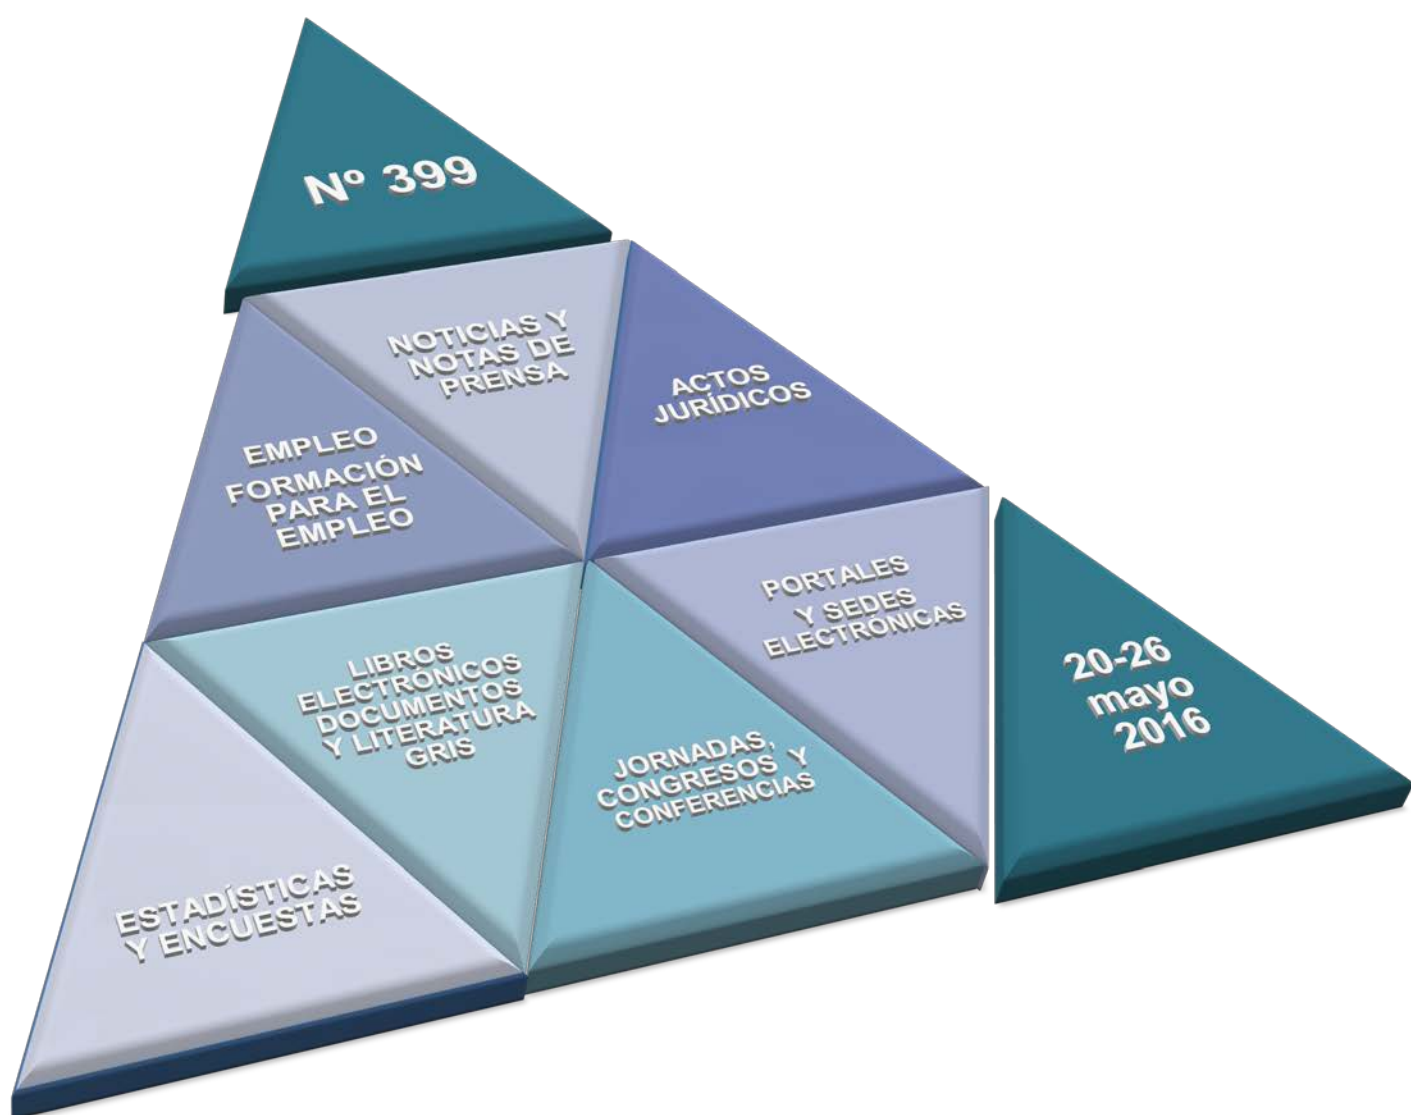 Nº 399
NOTICIAS Y
NOTAS DE
PRENSA
ACTOS
JURÍDICOS
EMPLEO
FORMACIÓN
PARA EL
EMPLEO
PORTALES
Y SEDES
ELECTRÓNICAS
LIBROS
ELECTRÓNICOS
DOCUMENTOS
Y LITERATURA
GRIS
JORNADAS,
CONGRESOS Y
CONFERENCIAS
20-26
mayo
2016
ESTADÍSTICAS
Y ENCUESTAS